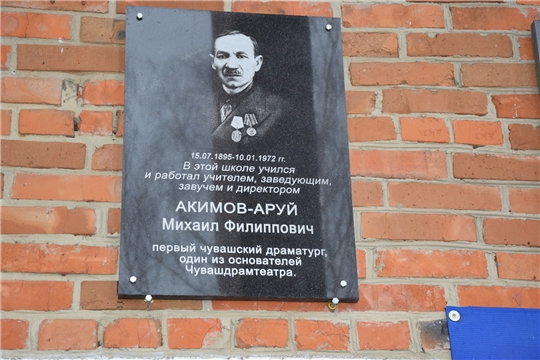 15.07.1895-10.01.1972 гг.
В этой школе учился
и работал учителем, заведующим,
завучем и директором
АКИМОВ-АРУЙ
Михаил Филиппович
первый чувашский драматург,
один из основателей
Чувашдрамтеатра.